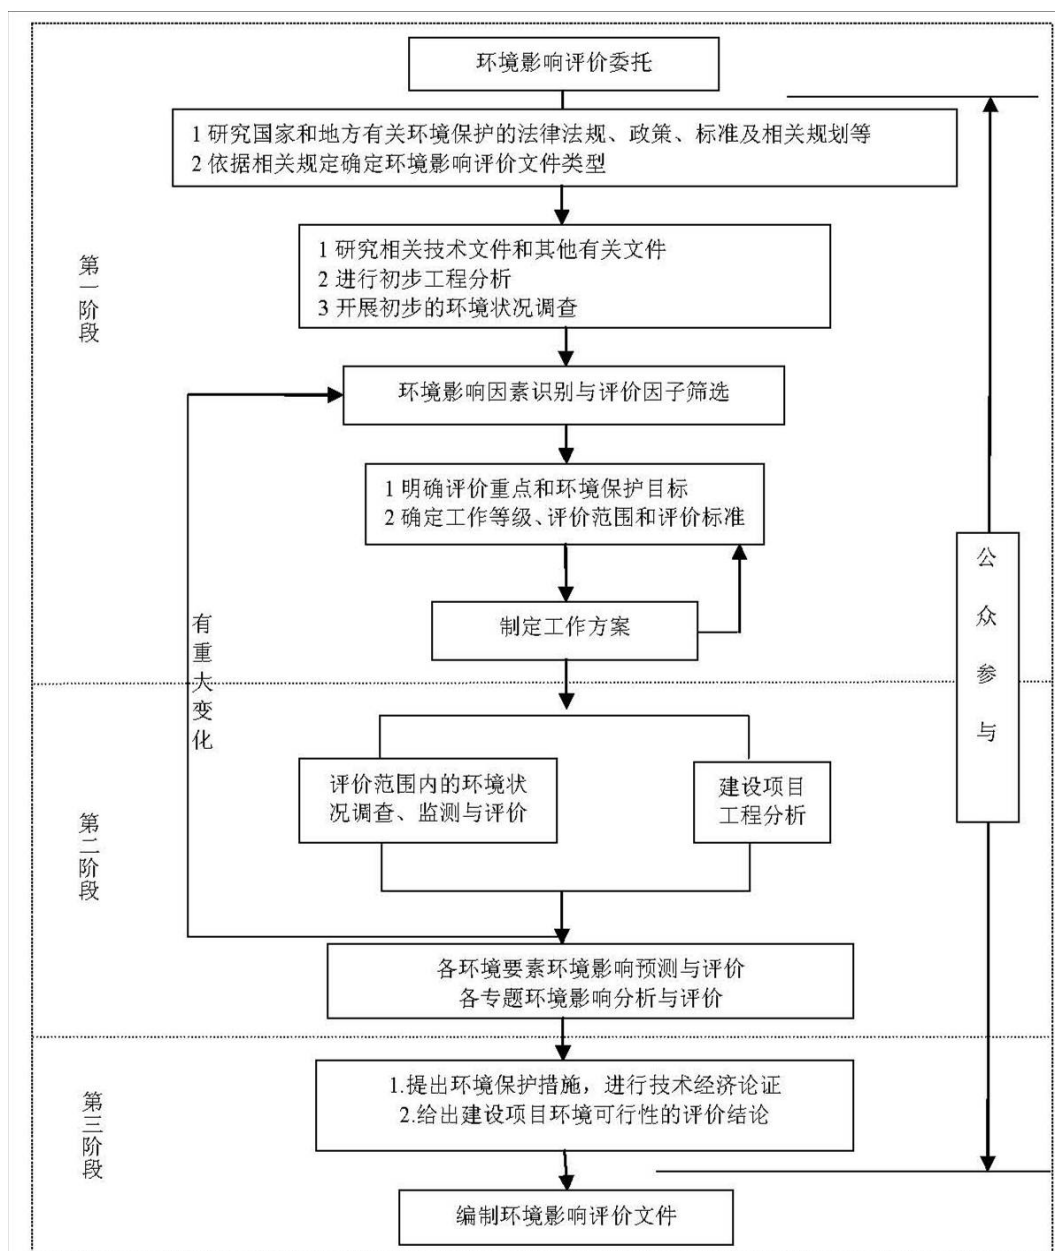 环境影响评价委托
1 研究国家和地方有关环境保护的法律法规、政策、标准及相关规划等
2 依据相关规定确定环境影响评价文件类型
第一阶段
1 研究相关技术文件和其他有关文件
2 进行初步工程分析
3 开展初步的环境状况调查
环境影响因素识别与评价因子筛选
1 明确评价重点和环境保护目标
2 确定工作等级、评价范围和评价标准
公众参与
制定工作方案
有重大变化
第二阶段
评价范围内的环境状
况调查、监测与评价
建设项目
工程分析
各环境要素环境影响预测与评价
各专题环境影响分析与评价
第三阶段
1.提出环境保护措施，进行技术经济论证
2.给出建设项目环境可行性的评价结论
编制环境影响评价文件